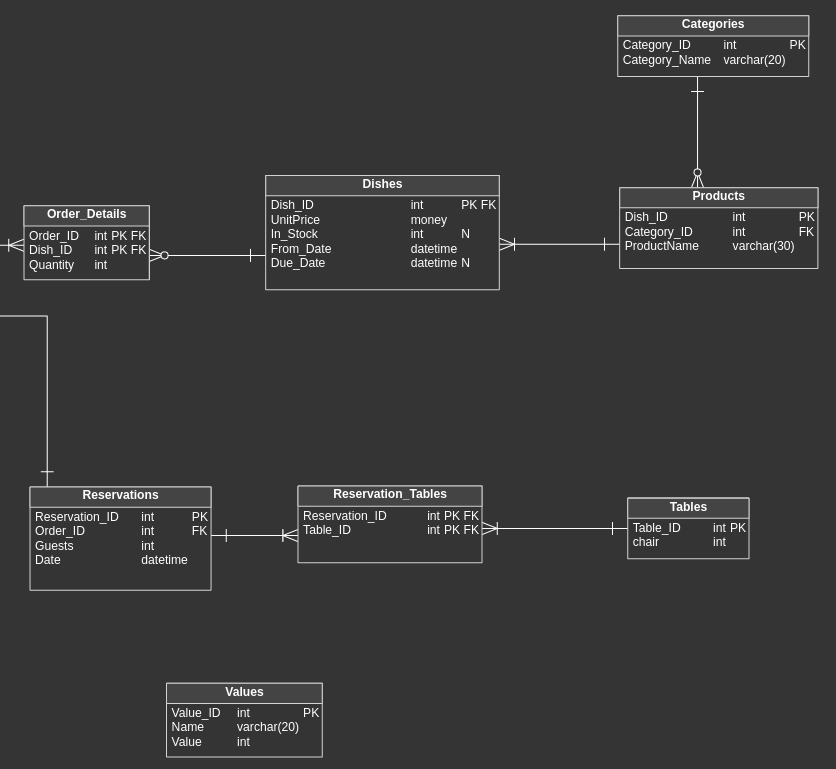 Categories
Category_ID int PK
Category_Name varchar(20)
Dishes
Dish_ID int PK FK
UnitPrice money
In_Stock int N
From_Date datetime
Due_Date datetime N
Products
Dish_ID int PK
Category_ID int FK
ProductName varchar(30)
Order_Details
Order_ID int PK FK
Dish_ID int PK FK
Quantity int
Reservations
Reservation_ID int PK
Order_ID int FK
Guests int
Date datetime
Reservation_Tables
Reservation_ID int PK FK
Table_ID int PK FK
Tables
Table_ID int PK
chair int
Values
Value_ID int PK
Name varchar(20)
Value int